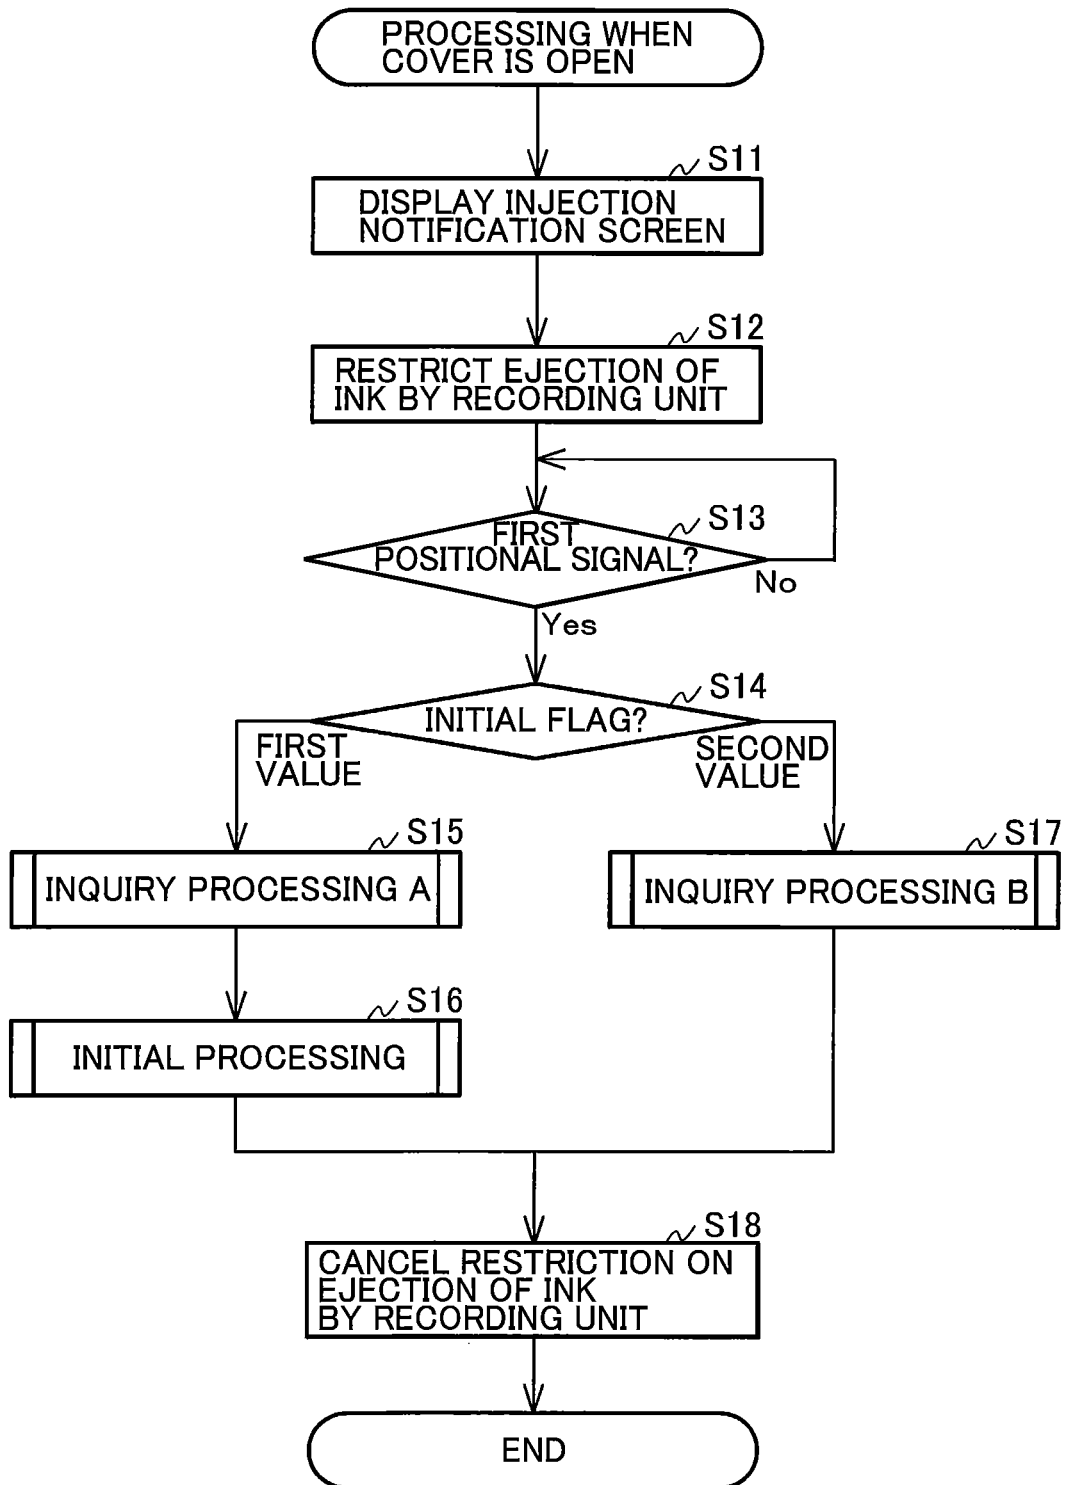 PROCESSING WHEN
COVER IS OPEN
S11
DISPLAY INJECTION
NOTIFICATION SCREEN
S12
RESTRICT EJECTION OF
INK BY RECORDING UNIT
S13
FIRST
POSITIONAL SIGNAL?
No
Yes
S14
INITIAL FLAG?
FIRST
VALUE
SECOND
VALUE
S15
INQUIRY PROCESSING A
S17
INQUIRY PROCESSING B
S16
INITIAL PROCESSING
S18
CANCEL RESTRICTION ON
EJECTION OF INK
BY RECORDING UNIT
END